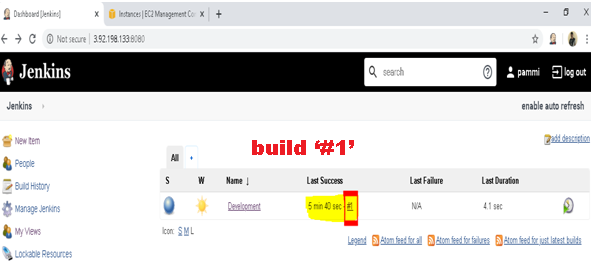 Dashboard [Jenkins]
Instances | EC2 Management Co
Not secure | 3.92.198.133:8080
Jenkins
search
pammi
log out
Jenkins
enable auto refresh
build ‘#1’
New Item
People
Build History
Manage Jenkins
My Views
Lockable Resources
add description
All
+
S W Name ↓ Last Success Last Failure Last Duration
Development 5 min 40 sec - #1 N/A 4.1 sec
Icon: S M L
Legend Atom feed for all Atom feed for failures Atom feed for just latest builds